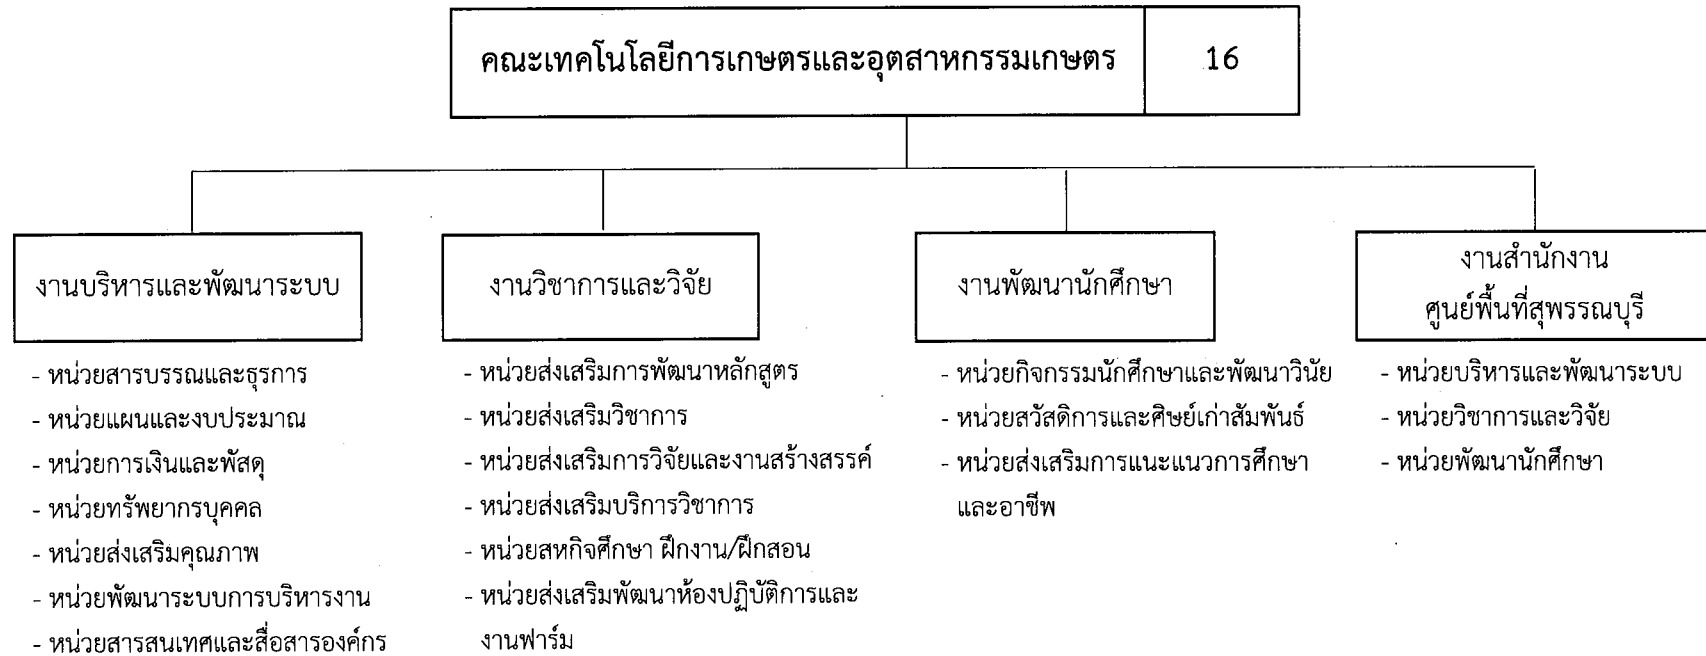 คณะเทคโนโลยีการเกษตรและอุตสาหกรรมเกษตร 16
งานบริหารและพัฒนาระบบ
- หน่วยสารบรรณและธุรการ
- หน่วยแผนและงบประมาณ
- หน่วยการเงินและพัสดุ
- หน่วยทรัพยากรบุคคล
- หน่วยส่งเสริมคุณภาพ
- หน่วยพัฒนาระบบการบริหารงาน
- หน่วยสารสนเทศและสื่อสารองค์กร
งานวิชาการและวิจัย
- หน่วยส่งเสริมการพัฒนาหลักสูตร
- หน่วยส่งเสริมวิชาการ
- หน่วยส่งเสริมการวิจัยและงานสร้างสรรค์
- หน่วยส่งเสริมบริการวิชาการ
- หน่วยสหกิจศึกษา ฝึกงาน/ฝึกสอน
- หน่วยส่งเสริมพัฒนาห้องปฏิบัติการและ
งานฟาร์ม
งานพัฒนานักศึกษา
- หน่วยกิจกรรมนักศึกษาและพัฒนาวินัย
- หน่วยสวัสดิการและศิษย์เก่าสัมพันธ์
- หน่วยส่งเสริมการแนะแนวการศึกษา
และอาชีพ
งานสำนักงาน
ศูนย์พื้นที่สุพรรณบุรี
- หน่วยบริหารและพัฒนาระบบ
- หน่วยวิชาการและวิจัย
- หน่วยพัฒนานักศึกษา